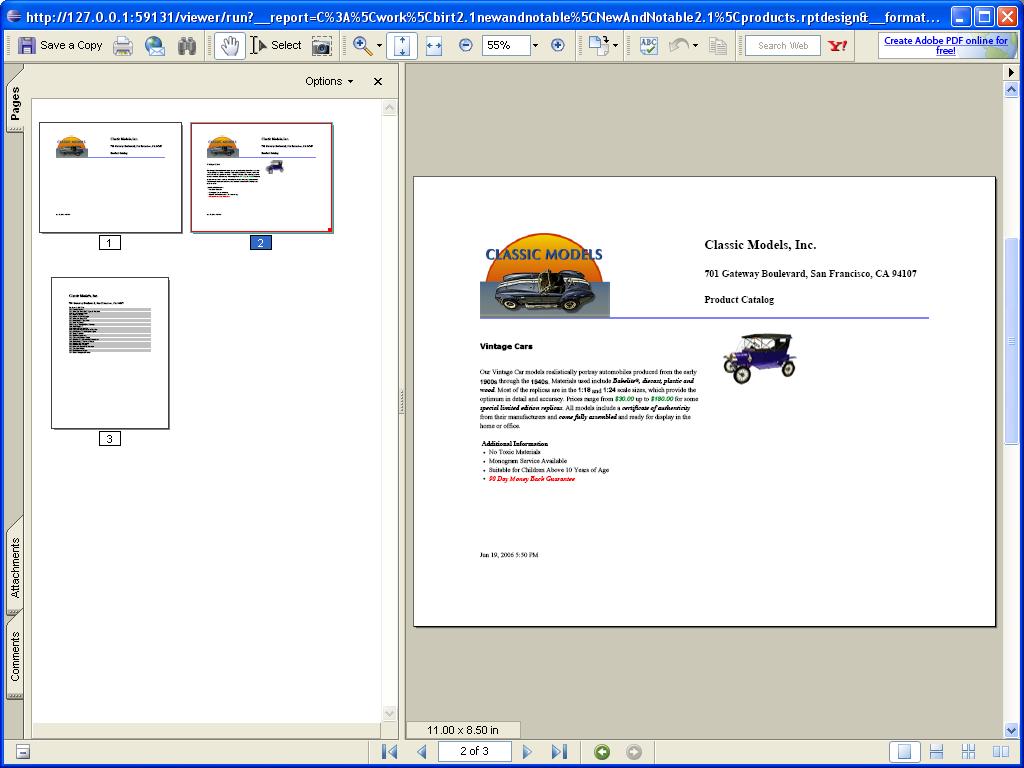 http://127.0.0.1:59131/viewer/run?__report=C%3A%5Cwork%5Cbirt2.1newandnotable%5CNewAndNotable2.1%5Cproducts.rptdesign&__format...
Save a Copy
Select
55%
ABC
Search Web
Y!
Create Adobe PDF online for free!
Options
Pages
1
2
3
Attachments
Comments
CLASSIC MODELS
Classic Models, Inc.
701 Gateway Boulevard, San Francisco, CA 94107
Product Catalog
Vintage Cars
Our Vintage Car models realistically portray automobiles produced from the early
1900s through the 1940s. Materials used include Bakelite®, diecast, plastic and
wood. Most of the replicas are in the 1:18 and 1:24 scale sizes, which provide the
optimum in detail and accuracy. Prices range from $30.00 up to $180.00 for some
special limited edition replicas. All models include a certificate of authenticity
from their manufacturers and come fully assembled and ready for display in the
home or office.
Additional Information
• No Toxic Materials
• Monogram Service Available
• Suitable for Children Above 10 Years of Age
• 90 Day Money Back Guarantee
Jun 19, 2006 5:50 PM
11.00 x 8.50 in
2 of 3